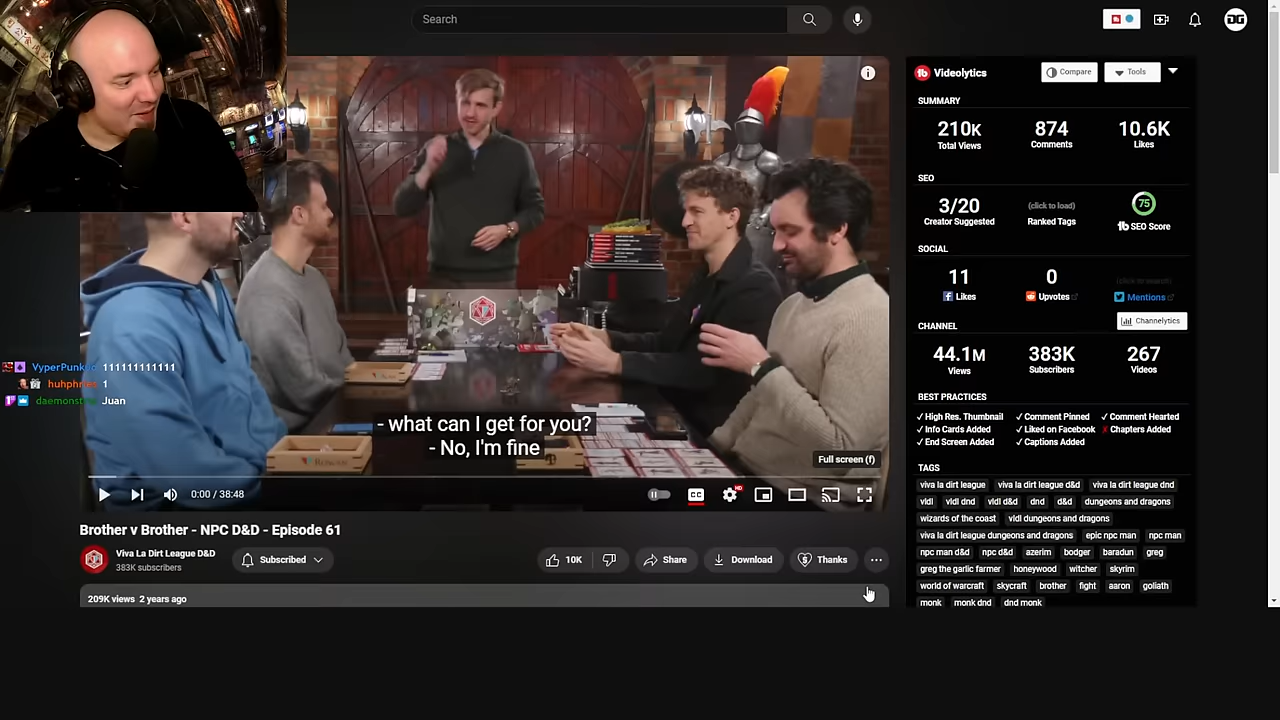 Search
DG
- what can I get for you?
- No, I'm fine
Full screen (f)
0:00 / 38:48
CC
HD
Brother v Brother - NPC D&D - Episode 61
Viva La Dirt League D&D
383K subscribers
Subscribed
10K
Share
Download
Thanks
209K views 2 years ago
111111111111
huhphries 1
Juan
Videolytics
Compare
Tools
SUMMARY
210K
874
10.6K
Total Views
Comments
Likes
SEO
3/20
(click to load)
75
Creator Suggested
Ranked Tags
SEO Score
SOCIAL
11
0
(click to search)
Likes
Upvotes
Mentions
CHANNEL
Channelytics
44.1M
383K
267
Views
Subscribers
Videos
BEST PRACTICES
✓ High Res. Thumbnail ✓ Comment Pinned ✓ Comment Hearted
✓ Info Cards Added ✓ Liked on Facebook ✗ Chapters Added
✓ End Screen Added ✓ Captions Added
TAGS
viva la dirt league viva la dirt league d&d viva la dirt league dnd
vldl vldl dnd vldl d&d dnd d&d dungeons and dragons
wizards of the coast vldl dungeons and dragons
viva la dirt league dungeons and dragons epic npc man npc man
npc man d&d npc d&d azerim bodger baradun greg
greg the garlic farmer honeywood witcher skyrim
world of warcraft skycraft brother fight aaron goliath
monk monk dnd dnd monk